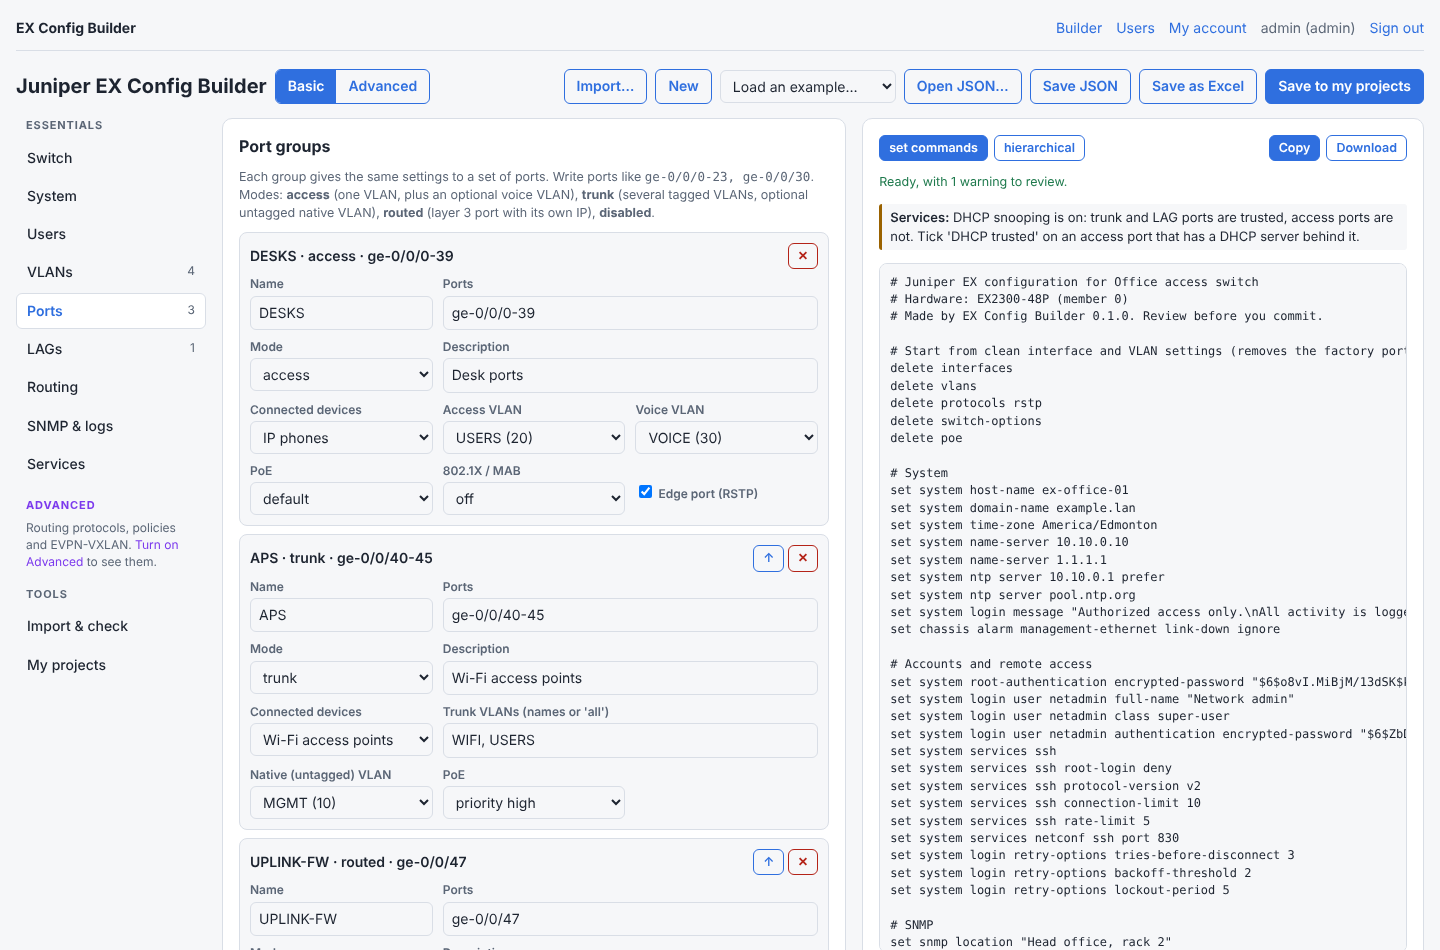 EX Config Builder
Builder Users My account admin (admin) Sign out
Juniper EX Config Builder
Basic Advanced
Import... New Load an example... Open JSON... Save JSON Save as Excel Save to my projects
ESSENTIALS
Switch
System
Users
VLANs 4
Ports 3
LAGs 1
Routing
SNMP & logs
Services
ADVANCED
Routing protocols, policies
and EVPN-VXLAN. Turn on
Advanced to see them.
TOOLS
Import & check
My projects
Port groups
Each group gives the same settings to a set of ports. Write ports like ge-0/0/0-23, ge-0/0/30.
Modes: access (one VLAN, plus an optional voice VLAN), trunk (several tagged VLANs, optional
untagged native VLAN), routed (layer 3 port with its own IP), disabled.
DESKS · access · ge-0/0/0-39 ×
Name Ports
DESKS ge-0/0/0-39
Mode Description
access Desk ports
Connected devices Access VLAN Voice VLAN
IP phones USERS (20) VOICE (30)
PoE 802.1X / MAB
default off Edge port (RSTP)
APS · trunk · ge-0/0/40-45 ↑ ×
Name Ports
APS ge-0/0/40-45
Mode Description
trunk Wi-Fi access points
Connected devices Trunk VLANs (names or 'all')
Wi-Fi access points WIFI, USERS
Native (untagged) VLAN PoE
MGMT (10) priority high
UPLINK-FW · routed · ge-0/0/47 ↑ ×
Name Ports
UPLINK-FW ge-0/0/47
set commands hierarchical Copy Download
Ready, with 1 warning to review.
Services: DHCP snooping is on: trunk and LAG ports are trusted, access ports are
not. Tick 'DHCP trusted' on an access port that has a DHCP server behind it.
# Juniper EX configuration for Office access switch
# Hardware: EX2300-48P (member 0)
# Made by EX Config Builder 0.1.0. Review before you commit.
# Start from clean interface and VLAN settings (removes the factory port
delete interfaces
delete vlans
delete protocols rstp
delete switch-options
delete poe
# System
set system host-name ex-office-01
set system domain-name example.lan
set system time-zone America/Edmonton
set system name-server 10.10.0.10
set system name-server 1.1.1.1
set system ntp server 10.10.0.1 prefer
set system ntp server pool.ntp.org
set system login message "Authorized access only.\nAll activity is logge
set chassis alarm management-ethernet link-down ignore
# Accounts and remote access
set system root-authentication encrypted-password "$6$o8vI.MiBjM/13dSK$
set system login user netadmin full-name "Network admin"
set system login user netadmin class super-user
set system login user netadmin authentication encrypted-password "$6$Zb
set system services ssh
set system services ssh root-login deny
set system services ssh protocol-version v2
set system services ssh connection-limit 10
set system services ssh rate-limit 5
set system services netconf ssh port 830
set system login retry-options tries-before-disconnect 3
set system login retry-options backoff-threshold 2
set system login retry-options lockout-period 5
# SNMP
set snmp location "Head office, rack 2"